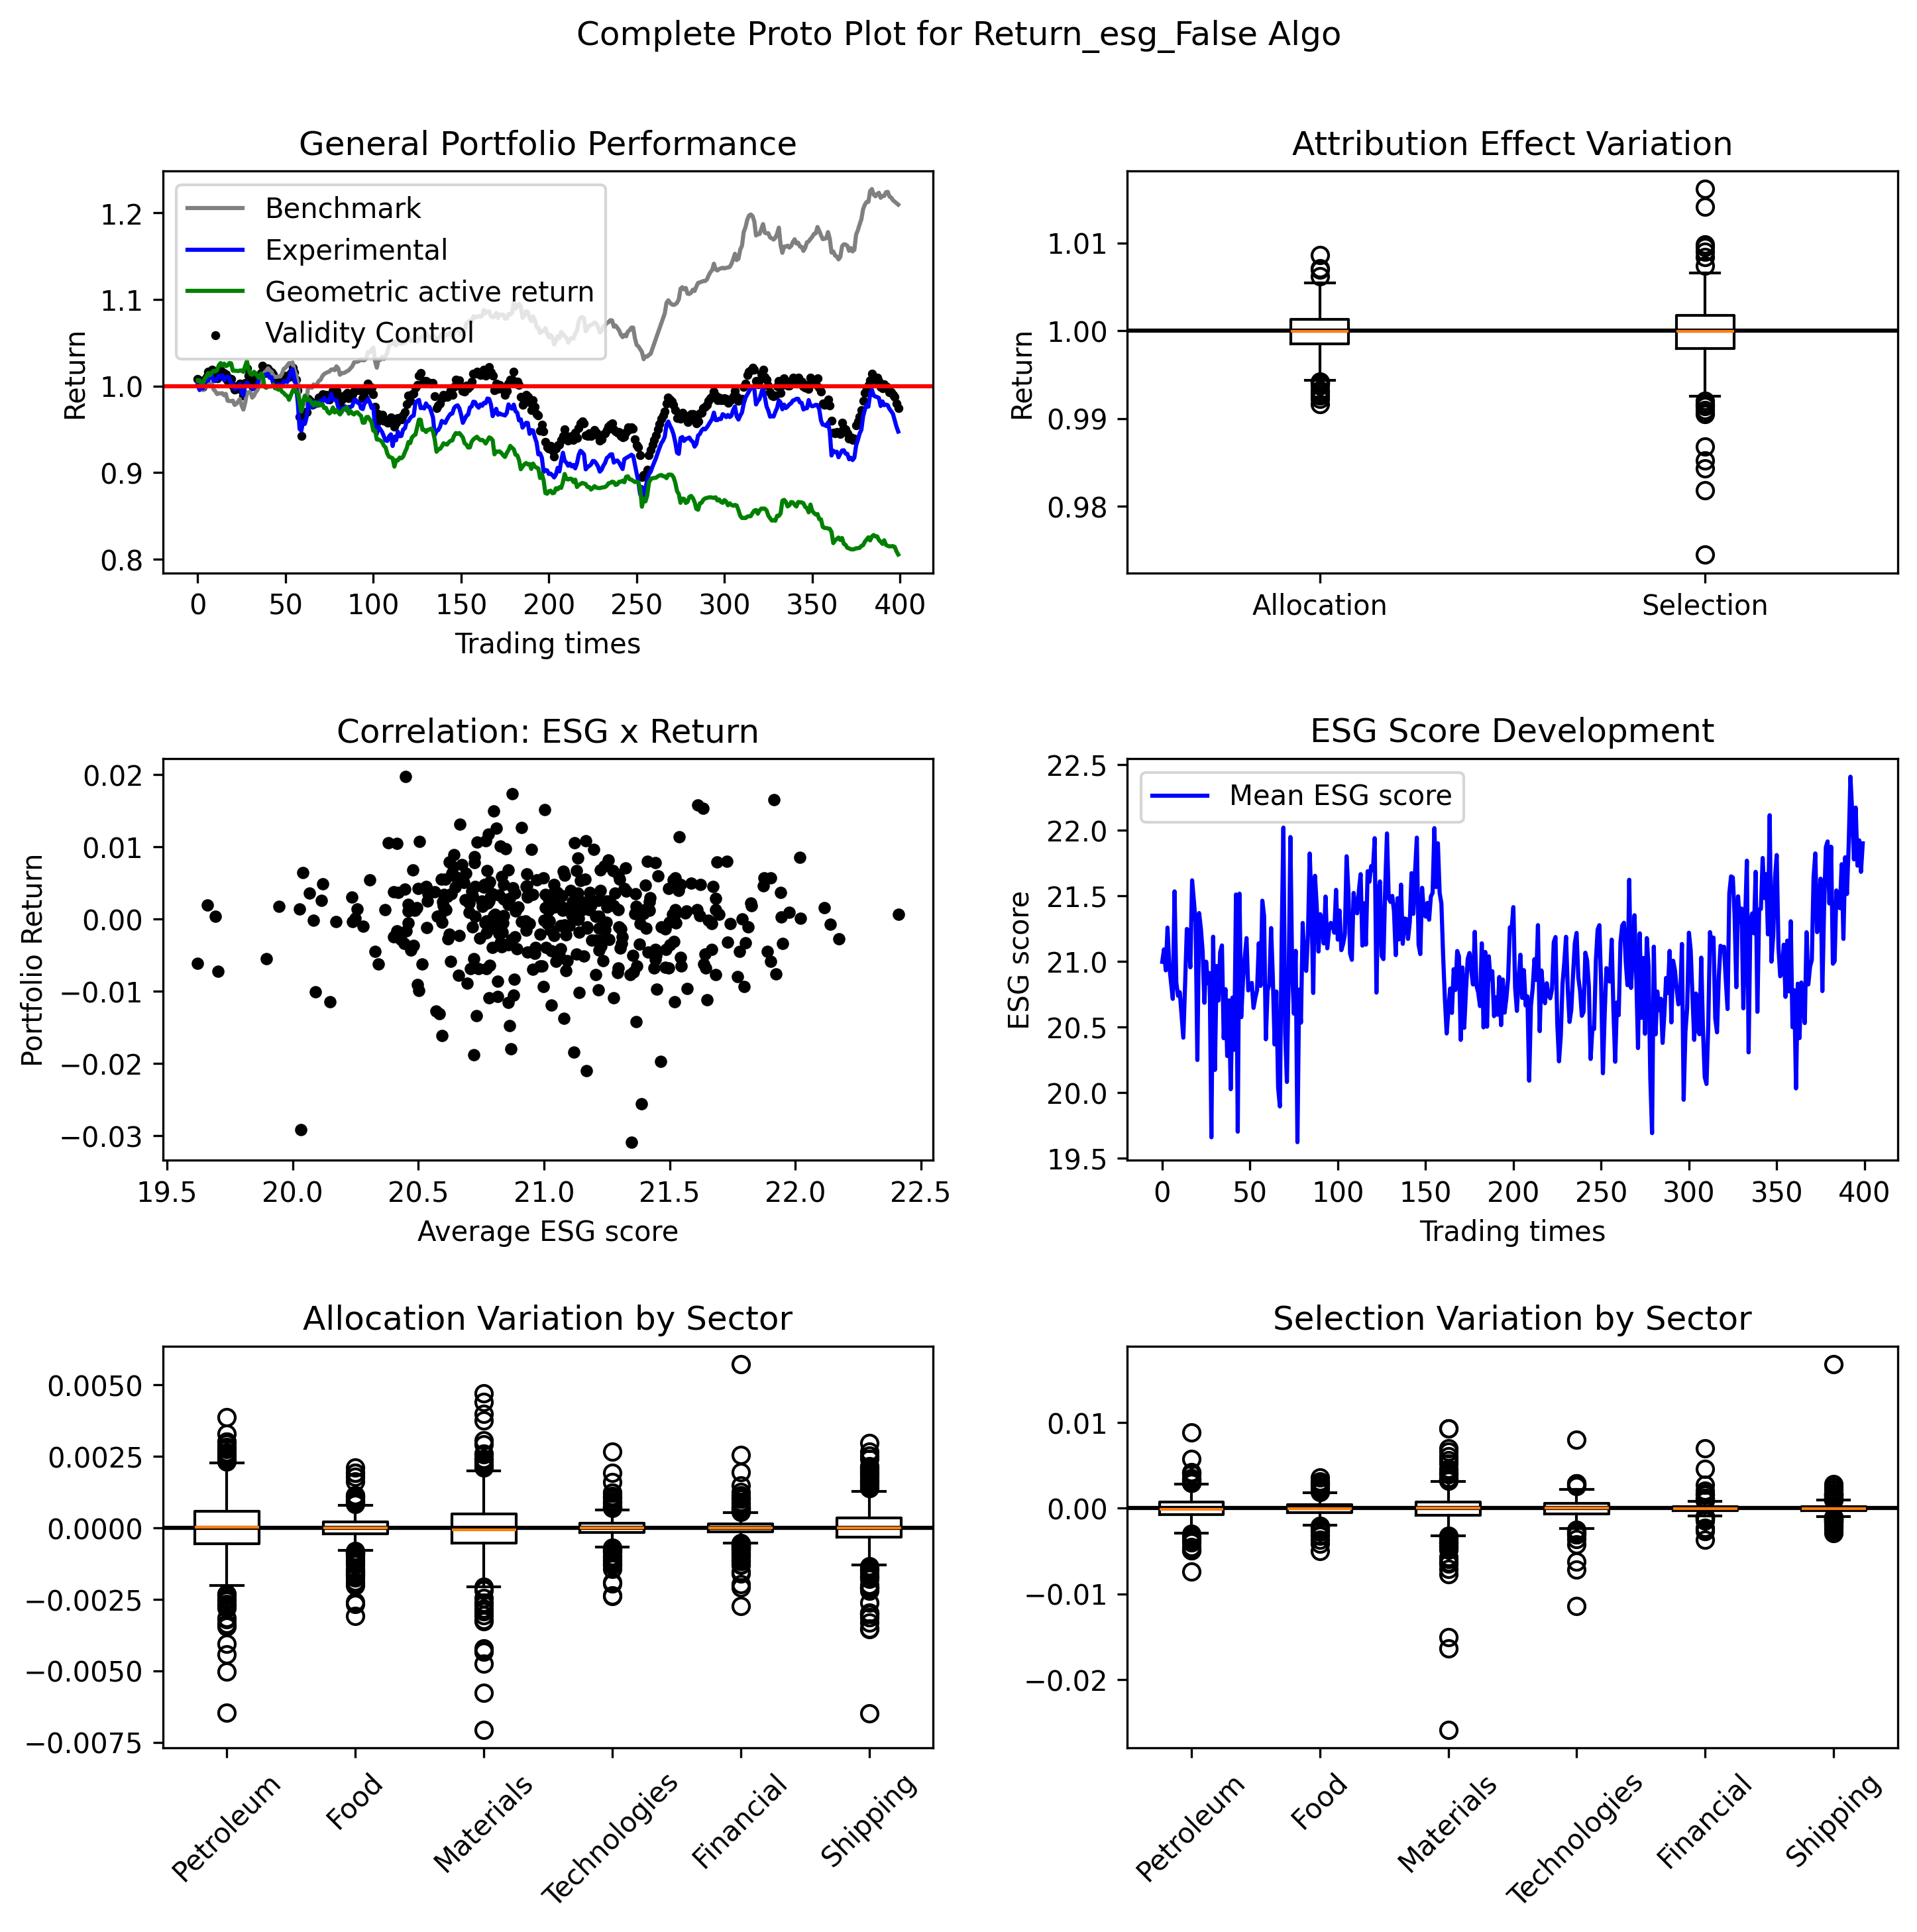 Complete Proto Plot for Return_esg_False Algo
General Portfolio Performance
Return
1.2
1.1
1.0
0.9
0.8
Benchmark
Experimental
Geometric active return
Validity Control
0 50 100 150 200 250 300 350 400
Trading times
Attribution Effect Variation
Return
1.01
1.00
0.99
0.98
Allocation Selection
Correlation: ESG x Return
Portfolio Return
0.02
0.01
0.00
−0.01
−0.02
−0.03
19.5 20.0 20.5 21.0 21.5 22.0 22.5
Average ESG score
ESG Score Development
ESG score
22.5
22.0
21.5
21.0
20.5
20.0
19.5
Mean ESG score
0 50 100 150 200 250 300 350 400
Trading times
Allocation Variation by Sector
0.0050
0.0025
0.0000
−0.0025
−0.0050
−0.0075
Petroleum Food Materials Technologies Financial Shipping
Selection Variation by Sector
0.01
0.00
−0.01
−0.02
Petroleum Food Materials Technologies Financial Shipping